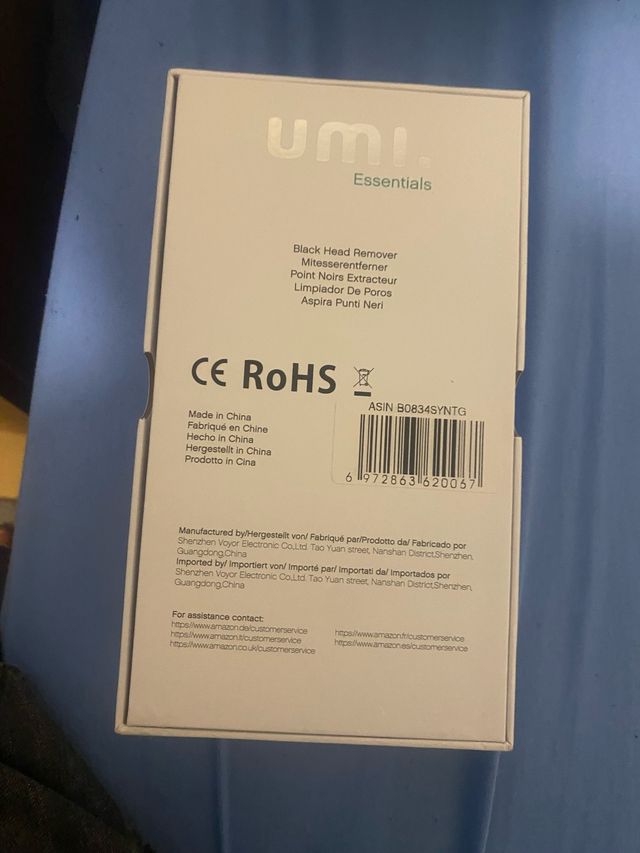 umi.
Essentials
Black Head Remover
Mitesserentferner
Point Noirs Extracteur
Limpiador De Poros
Aspira Punti Neri
CE RoHS
ASIN B0834SYNTG
6 972863 620067
Made in China
Fabriqué en Chine
Hecho in China
Hergestellt in China
Prodotto in Cina
Manufactured by/Hergestellt von/ Fabriqué par/Prodotto da/ Fabricado por
Shenzhen Voyor Electronic Co.,Ltd. Tao Yuan street, Nanshan District,Shenzhen,
Guangdong,China
Imported by/ Importiert von/ Importé par/ Importati da/ Importados por
Shenzhen Voyor Electronic Co.,Ltd. Tao Yuan street, Nanshan District,Shenzhen,
Guangdong,China
For assistance contact:
https://www.amazon.de/customerservice
https://www.amazon.it/customerservice
https://www.amazon.co.uk/customerservice
https://www.amazon.fr/customerservice
https://www.amazon.es/customerservice